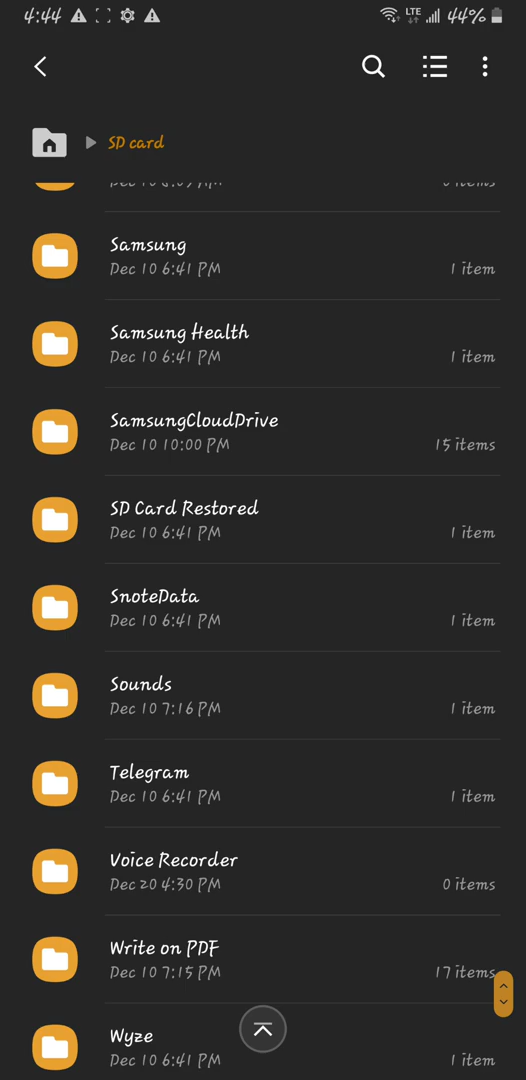 4:44
LTE
44%
SD card
Samsung
Dec 10 6:41 PM
1 item
Samsung Health
Dec 10 6:41 PM
1 item
SamsungCloudDrive
Dec 10 10:00 PM
15 items
SD Card Restored
Dec 10 6:41 PM
1 item
SnoteData
Dec 10 6:41 PM
1 item
Sounds
Dec 10 7:16 PM
1 item
Telegram
Dec 10 6:41 PM
1 item
Voice Recorder
Dec 20 4:30 PM
0 items
Write on PDF
Dec 10 7:15 PM
17 items
Wyze
Dec 10 6:41 PM
1 item